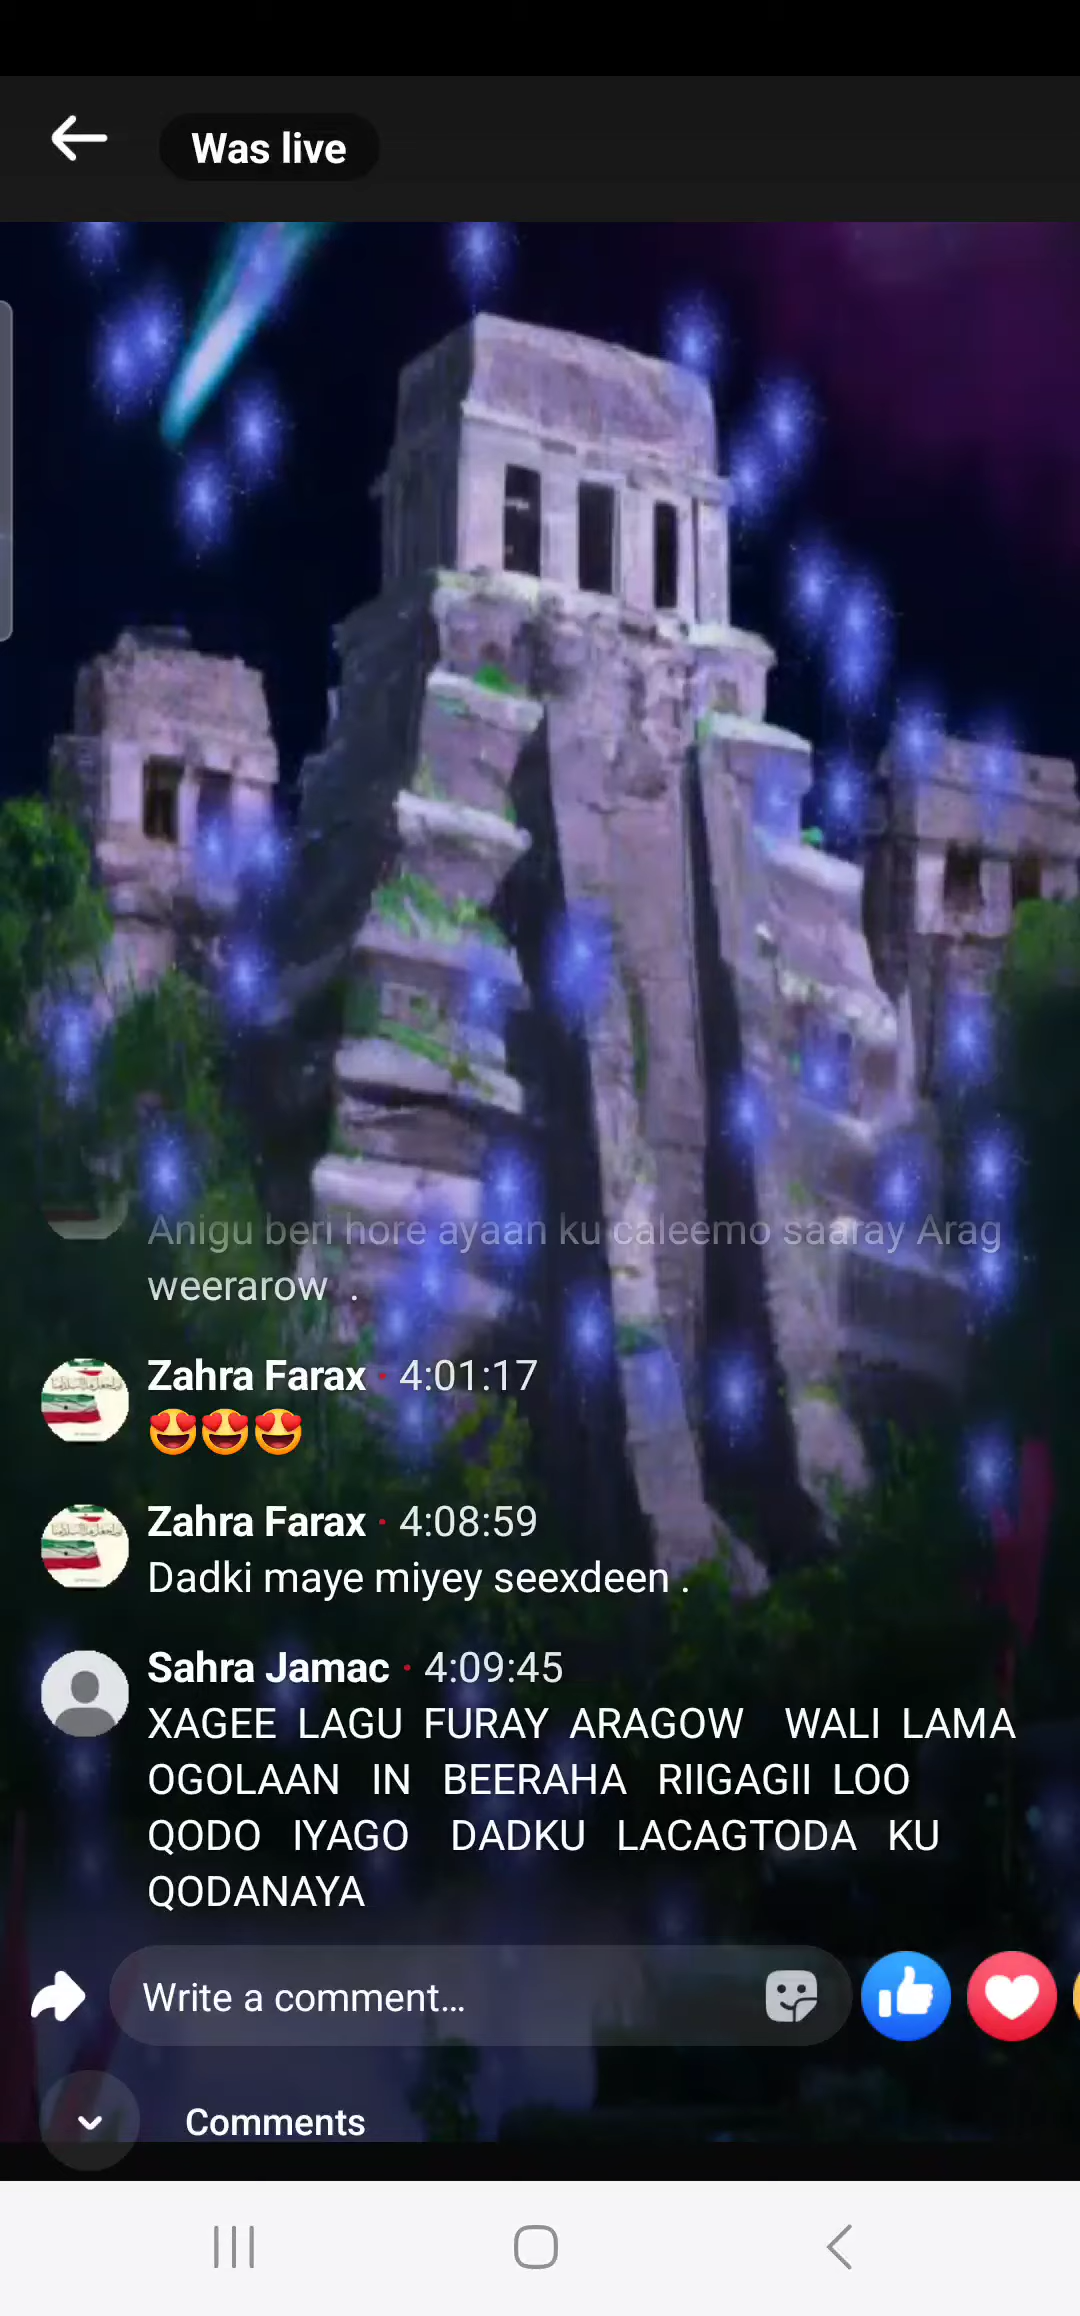 Was live
Anigu beri hore ayaan ku caleemo saaray Arag
weerarow .
Zahra Farax · 4:01:17
😍😍😍
Zahra Farax · 4:08:59
Dadki maye miyey seexdeen .
Sahra Jamac · 4:09:45
XAGEE LAGU FURAY ARAGOW WALI LAMA
OGOLAAN IN BEERAHA RIIGAGII LOO
QODO IYAGO DADKU LACAGTODA KU
QODANAYA
Write a comment...
Comments